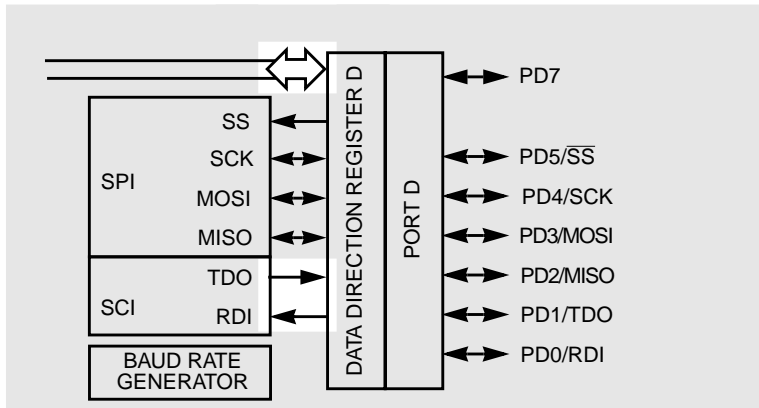 PD7
SS
SCK
SPI
MOSI
MISO
TDO
SCI
RDI
BAUD RATE
GENERATOR
DATA DIRECTION REGISTER D
PORT D
PD5/S̅S̅
PD4/SCK
PD3/MOSI
PD2/MISO
PD1/TDO
PD0/RDI